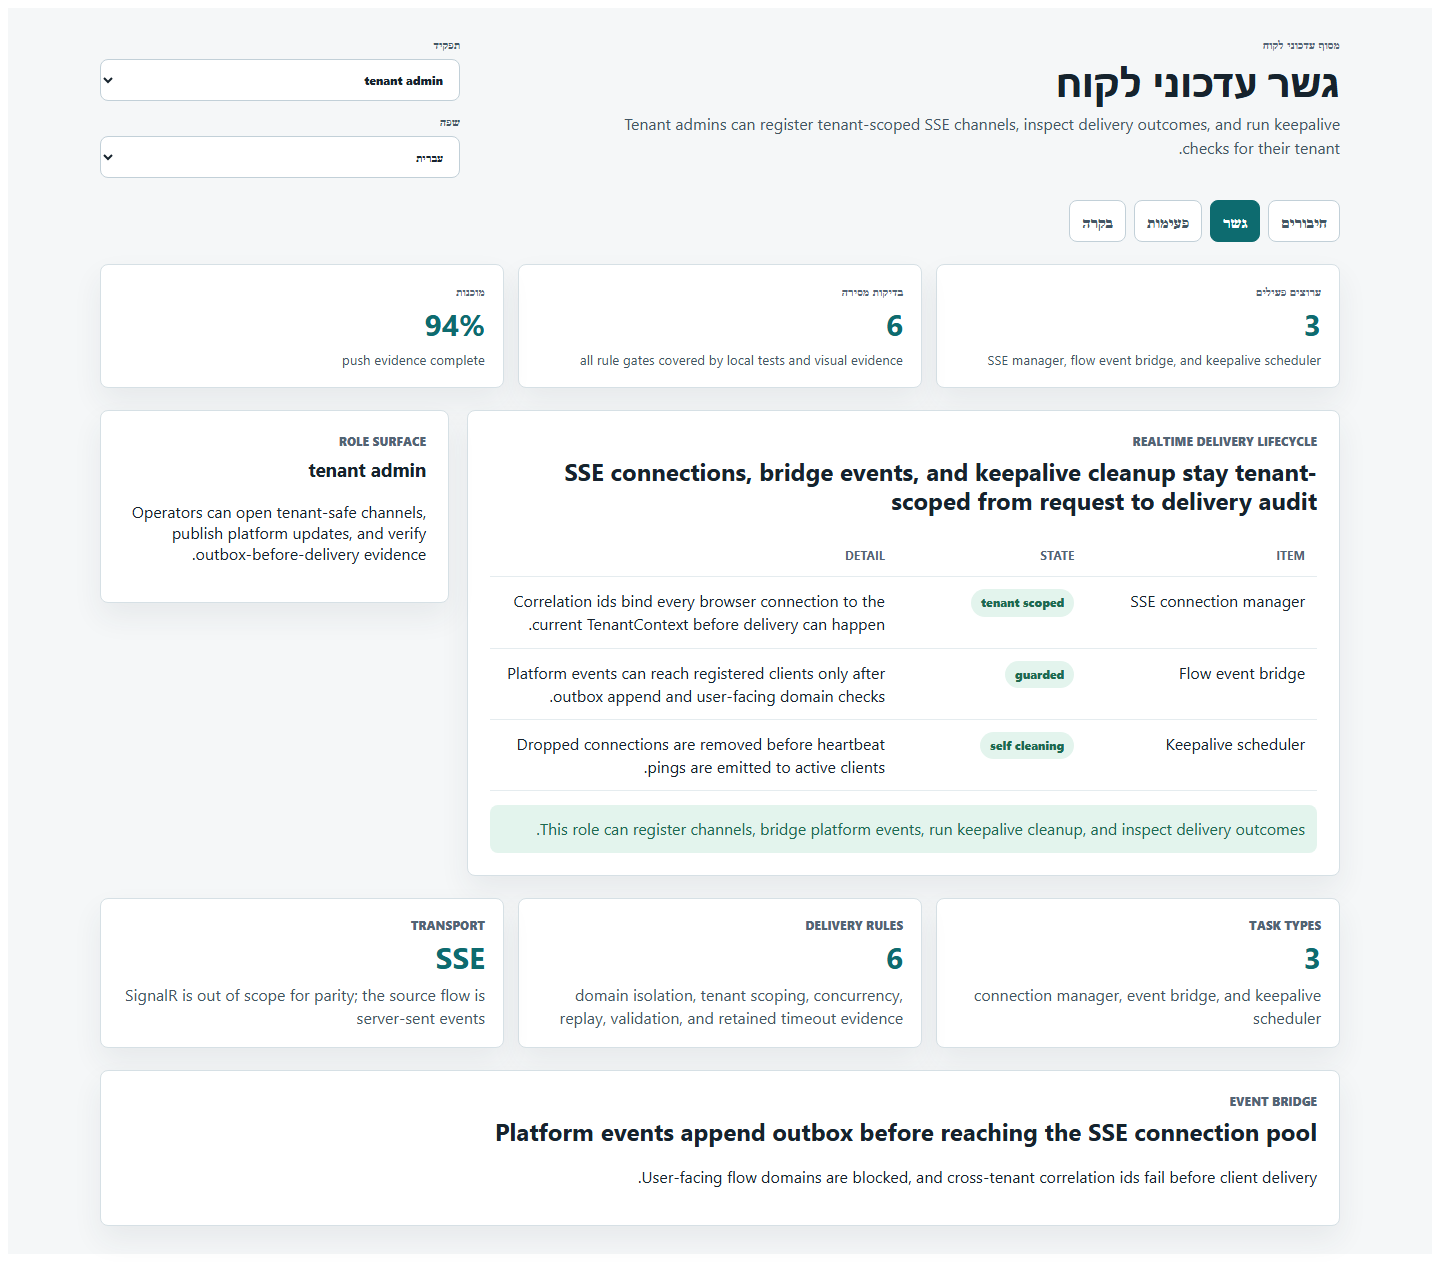 מסוף עדכוני לקוח
גשר עדכוני לקוח
Tenant admins can register tenant-scoped SSE channels, inspect delivery outcomes, and run keepalive
checks for their tenant.
תפקיד
tenant admin
שפה
עברית
חיבורים
גשר
פעימות
בקרה
ערוצים פעילים
3
SSE manager, flow event bridge, and keepalive scheduler
בדיקות מסירה
6
all rule gates covered by local tests and visual evidence
מוכנות
94%
push evidence complete
REALTIME DELIVERY LIFECYCLE
SSE connections, bridge events, and keepalive cleanup stay tenant-
scoped from request to delivery audit
ITEM STATE DETAIL
SSE connection manager
tenant scoped
Correlation ids bind every browser connection to the
current TenantContext before delivery can happen.
Flow event bridge
guarded
Platform events can reach registered clients only after
outbox append and user-facing domain checks.
Keepalive scheduler
self cleaning
Dropped connections are removed before heartbeat
pings are emitted to active clients.
This role can register channels, bridge platform events, run keepalive cleanup, and inspect delivery outcomes.
ROLE SURFACE
tenant admin
Operators can open tenant-safe channels,
publish platform updates, and verify
outbox-before-delivery evidence.
TASK TYPES
3
connection manager, event bridge, and keepalive
scheduler
DELIVERY RULES
6
domain isolation, tenant scoping, concurrency,
replay, validation, and retained timeout evidence
TRANSPORT
SSE
SignalR is out of scope for parity; the source flow is
server-sent events
EVENT BRIDGE
Platform events append outbox before reaching the SSE connection pool
User-facing flow domains are blocked, and cross-tenant correlation ids fail before client delivery.